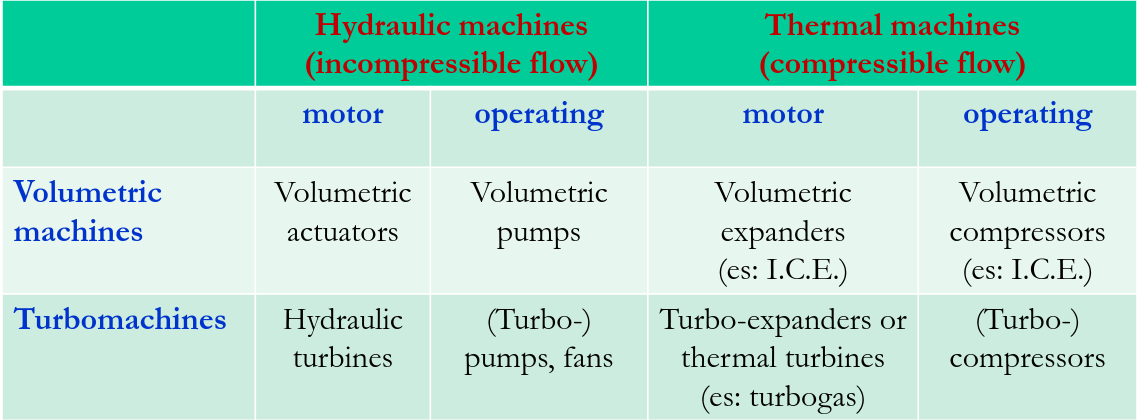 Hydraulic machines
(incompressible flow)
Thermal machines
(compressible flow)
motor
operating
motor
operating
Volumetric
machines
Volumetric
actuators
Volumetric
pumps
Volumetric
expanders
(es: I.C.E.)
Volumetric
compressors
(es: I.C.E.)
Turbomachines
Hydraulic
turbines
(Turbo-)
pumps, fans
Turbo-expanders or
thermal turbines
(es: turbogas)
(Turbo-)
compressors